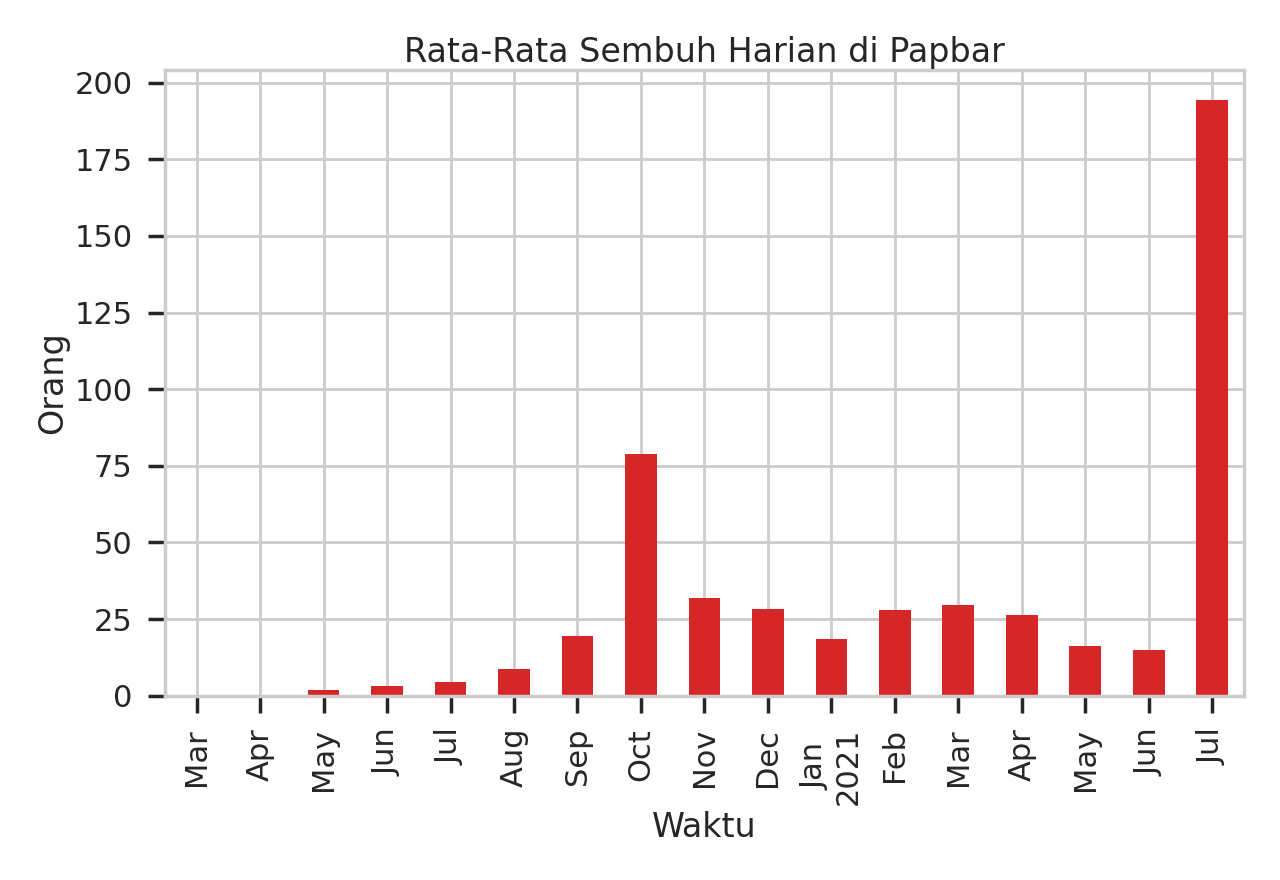 Rata-Rata Sembuh Harian di Papbar
200
175
150
125
100
75
50
25
0
Orang
Mar
Apr
May
Jun
Jul
Aug
Sep
Oct
Nov
Dec
Jan
2021
Feb
Mar
Apr
May
Jun
Jul
Waktu